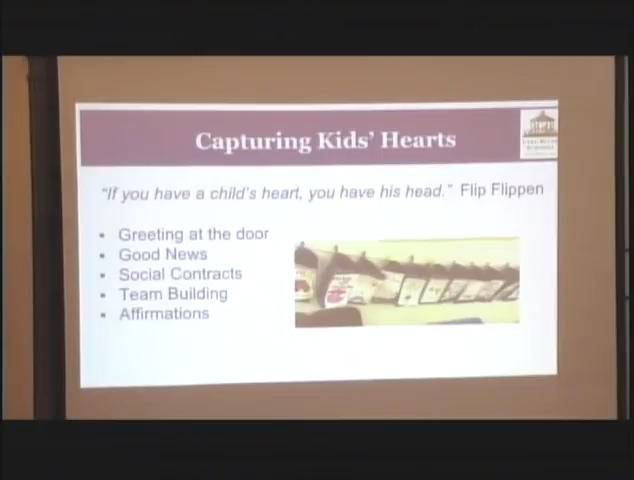 Capturing Kids' Hearts
"If you have a child's heart, you have his head." Flip Flippen
▪ Greeting at the door
▪ Good News
▪ Social Contracts
▪ Team Building
▪ Affirmations